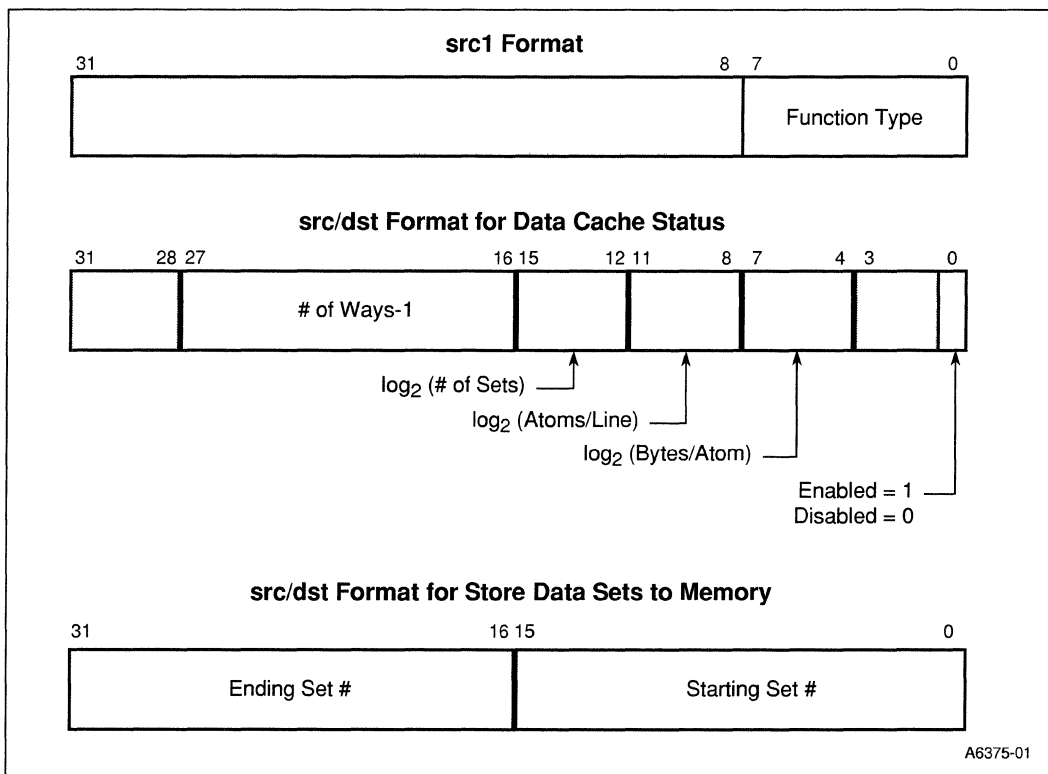 src1 Format
31 8 7 0
Function Type
src/dst Format for Data Cache Status
31 28 27 16 15 12 11 8 7 4 3 0
# of Ways-1
log₂ (# of Sets)
log₂ (Atoms/Line)
log₂ (Bytes/Atom)
Enabled = 1
Disabled = 0
src/dst Format for Store Data Sets to Memory
31 16 15 0
Ending Set # Starting Set #
A6375-01